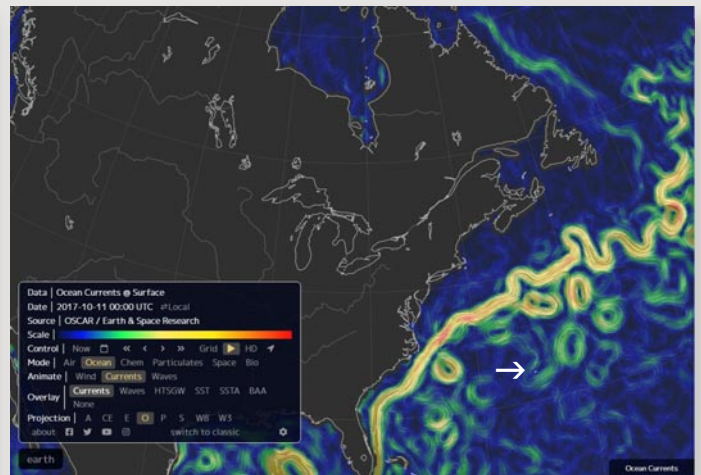 Data | Ocean Currents @ Surface
Date | 2017-10-11 00:00 UTC ⇄Local
Source | OSCAR / Earth & Space Research
Scale |
Control | Now « ‹ › » Grid HD
Mode | Air Ocean Chem Particulates Space Bio
Animate | Wind Currents Waves
Overlay | Currents Waves HTSGW SST SSTA BAA
None
Projection | A CE E O P S WB W3
about switch to classic
earth
Ocean Currents